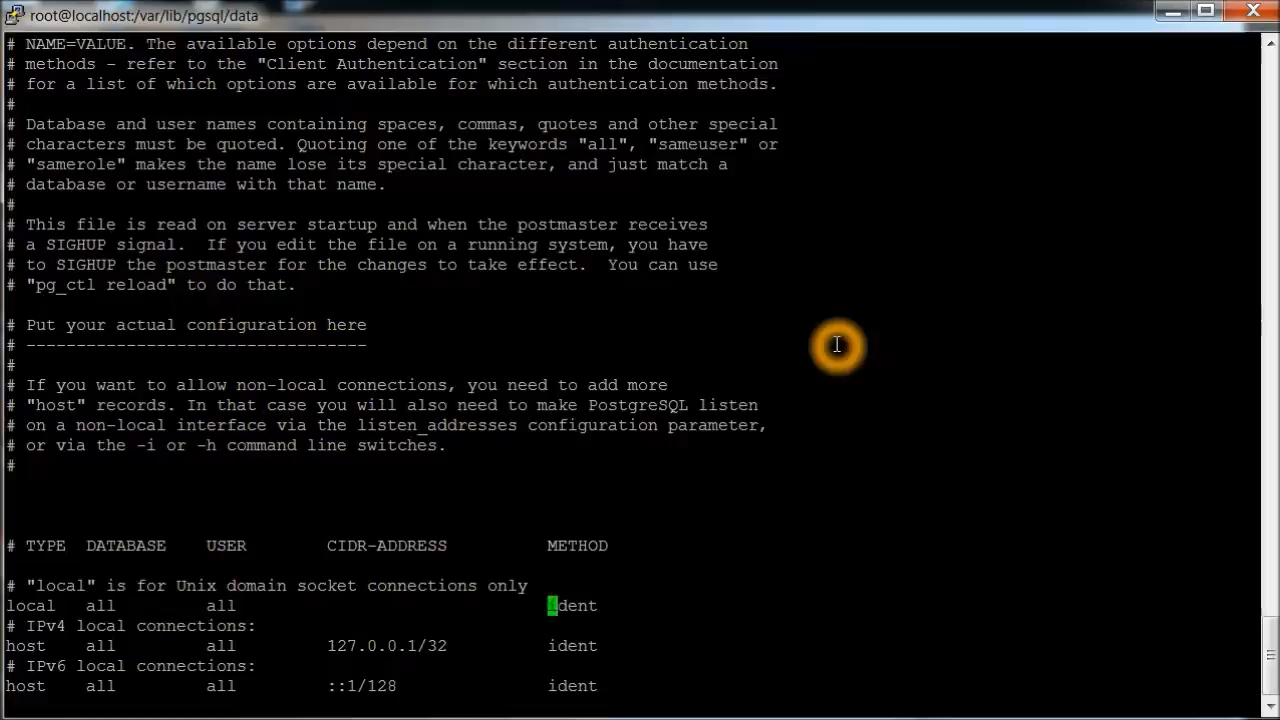 root@localhost:/var/lib/pgsql/data
# NAME=VALUE. The available options depend on the different authentication
# methods - refer to the "Client Authentication" section in the documentation
# for a list of which options are available for which authentication methods.
#
# Database and user names containing spaces, commas, quotes and other special
# characters must be quoted. Quoting one of the keywords "all", "sameuser" or
# "samerole" makes the name lose its special character, and just match a
# database or username with that name.
#
# This file is read on server startup and when the postmaster receives
# a SIGHUP signal.  If you edit the file on a running system, you have
# to SIGHUP the postmaster for the changes to take effect.  You can use
# "pg_ctl reload" to do that.

# Put your actual configuration here
# ----------------------------------
#
# If you want to allow non-local connections, you need to add more
# "host" records. In that case you will also need to make PostgreSQL listen
# on a non-local interface via the listen_addresses configuration parameter,
# or via the -i or -h command line switches.
#

# TYPE  DATABASE    USER        CIDR-ADDRESS          METHOD

# "local" is for Unix domain socket connections only
local   all         all                               ident
# IPv4 local connections:
host    all         all         127.0.0.1/32          ident
# IPv6 local connections:
host    all         all         ::1/128               ident